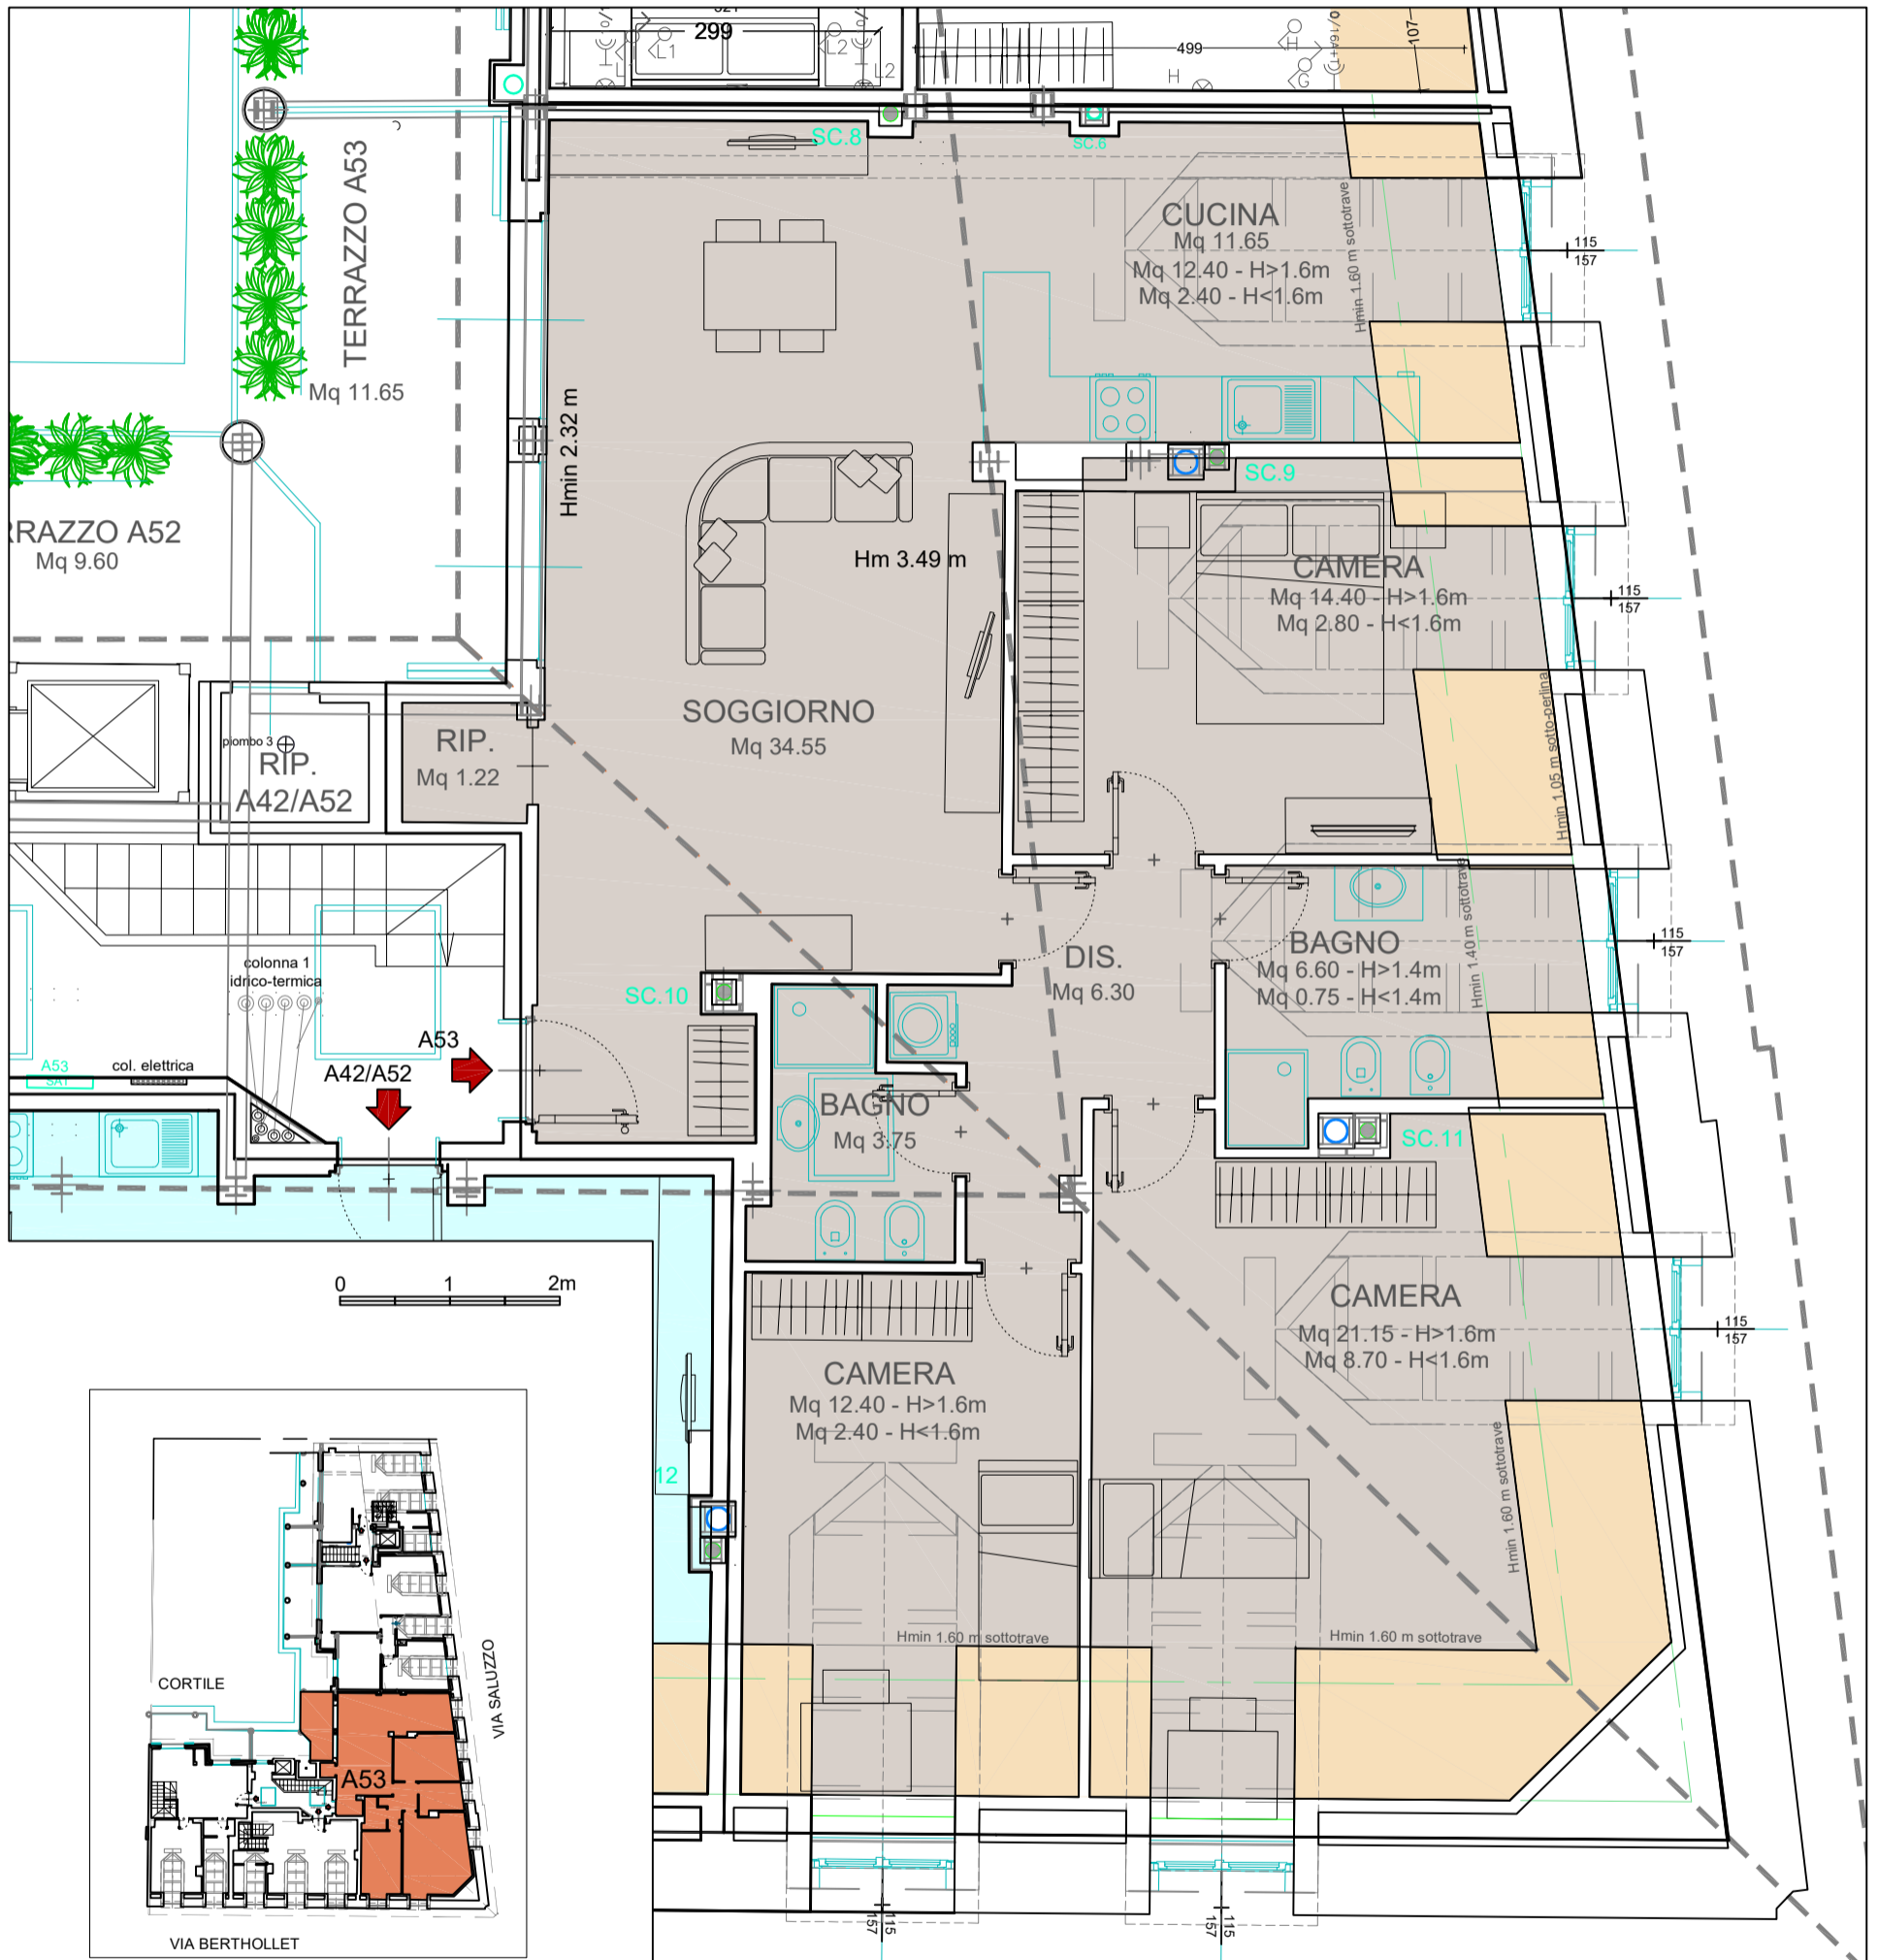 299
499
107
L1
L2
L2
H
H
G
SC.8
SC.6
TERRAZZO A53
Mq 11.65
CUCINA
Mq 11.65
Mq 12.40 - H>1.6m
Mq 2.40 - H<1.6m
Hmin 1.60 m sottotrave
115
157
Hmin 2.32 m
RRAZZO A52
Mq 9.60
SC.9
Hm 3.49 m
CAMERA
Mq 14.40 - H>1.6m
Mq 2.80 - H<1.6m
115
157
Hmin 1.05 m sotto-perlina
SOGGIORNO
Mq 34.55
RIP.
Mq 1.22
piombo 3
RIP.
A42/A52
colonna 1
idrico-termica
SC.10
DIS.
Mq 6.30
BAGNO
Mq 6.60 - H>1.4m
Mq 0.75 - H<1.4m
Hmin 1.40 m sottotrave
115
157
A53
A42/A52
A53
SAT
col. elettrica
BAGNO
Mq 3.75
SC.11
0 1 2m
CAMERA
Mq 21.15 - H>1.6m
Mq 8.70 - H<1.6m
115
157
CAMERA
Mq 12.40 - H>1.6m
Mq 2.40 - H<1.6m
12
Hmin 1.60 m sottotrave
Hmin 1.60 m sottotrave
Hmin 1.60 m sottotrave
115
157
115
157
CORTILE
VIA SALUZZO
A53
VIA BERTHOLLET